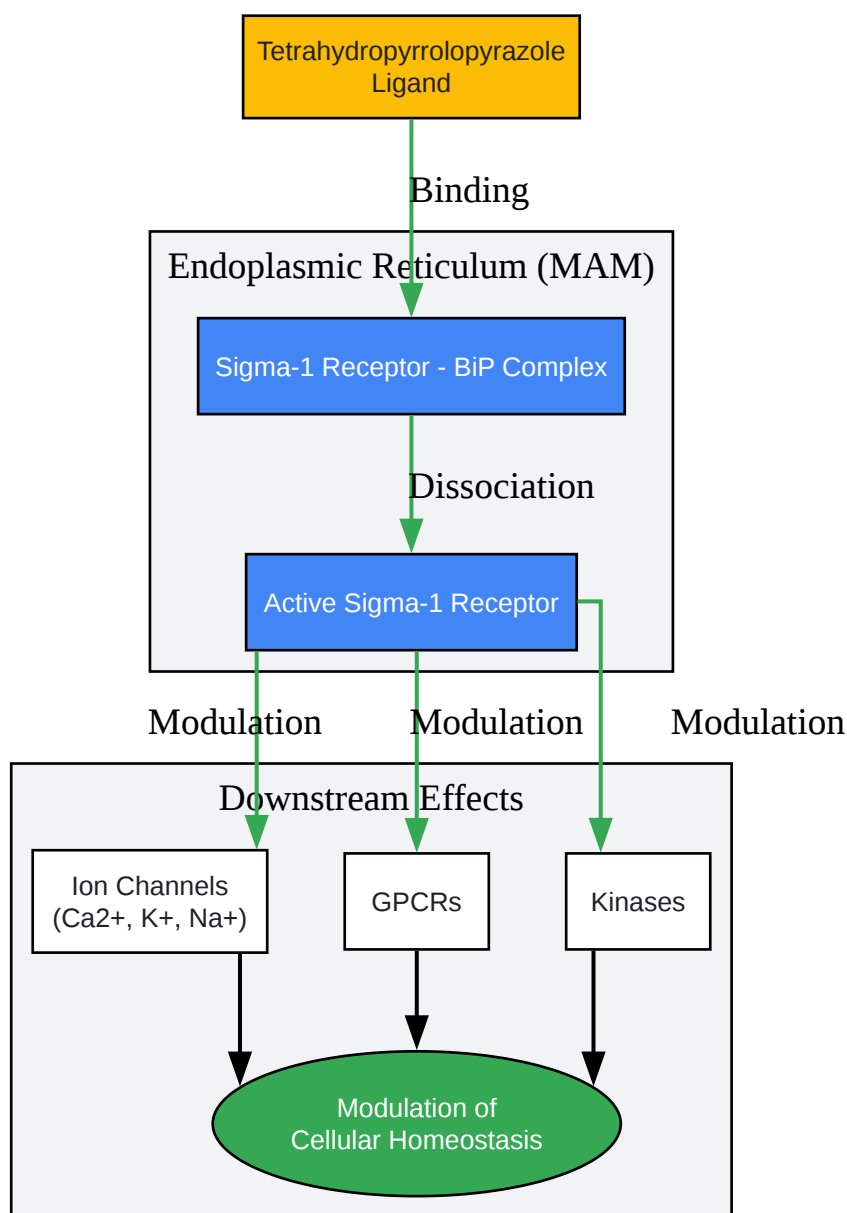 Tetrahydropyrrolopyrazole
Ligand
Binding
Endoplasmic Reticulum (MAM)
Sigma-1 Receptor - BiP Complex
Dissociation
Active Sigma-1 Receptor
Modulation
Modulation
Modulation
Downstream Effects
Ion Channels
(Ca2+, K+, Na+)
GPCRs
Kinases
Modulation of
Cellular Homeostasis